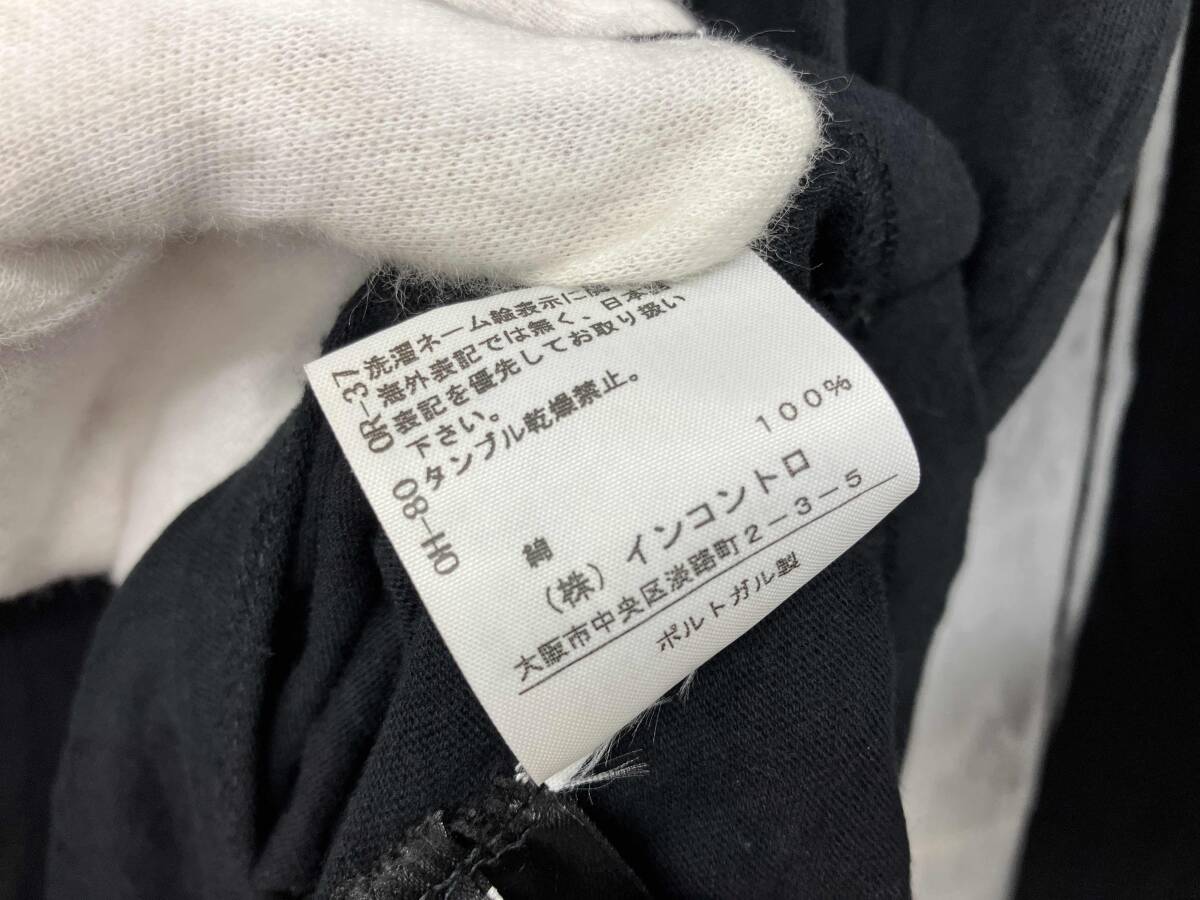 洗濯ネーム絵表示に
海外表記では無く、日本
表記を優先してお取り扱い
下さい。
タンブル乾燥禁止。
綿 100%
(株) インコントロ
大阪市中央区淡路町2-3-5
ポルトガル製
OH-80 OR-37